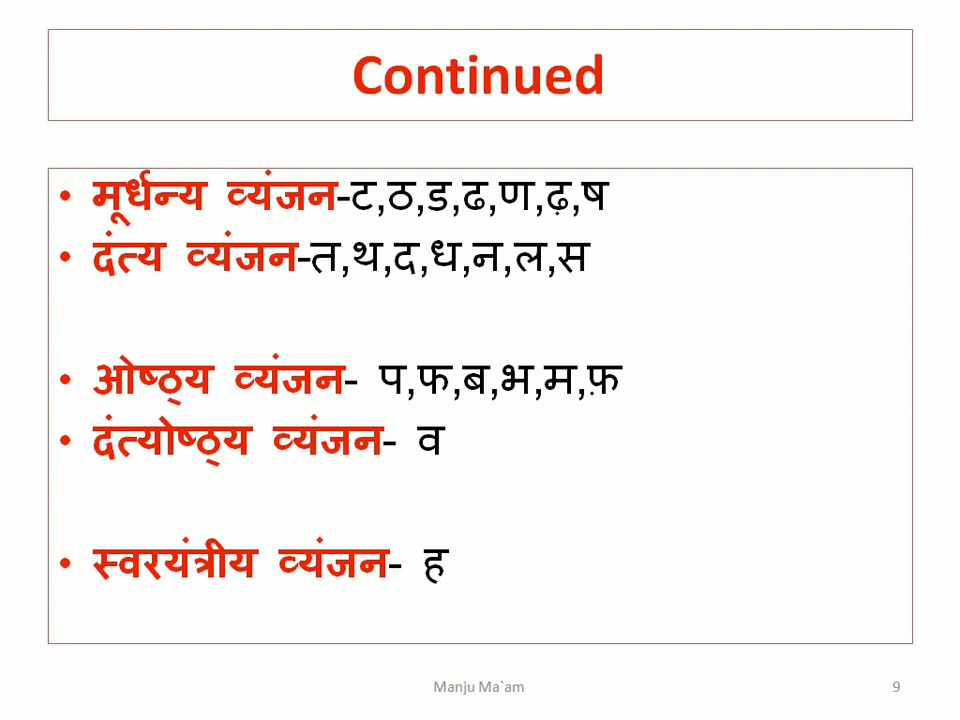 Continued
• मूर्धन्य व्यंजन-ट,ठ,ड,ढ,ण,ढ़,ष
• दंत्य व्यंजन-त,थ,द,ध,न,ल,स
• ओष्ठ्य व्यंजन- प,फ,ब,भ,म,फ़
• दंत्योष्ठ्य व्यंजन- व
• स्वरयंत्रीय व्यंजन- ह
Manju Ma`am 9